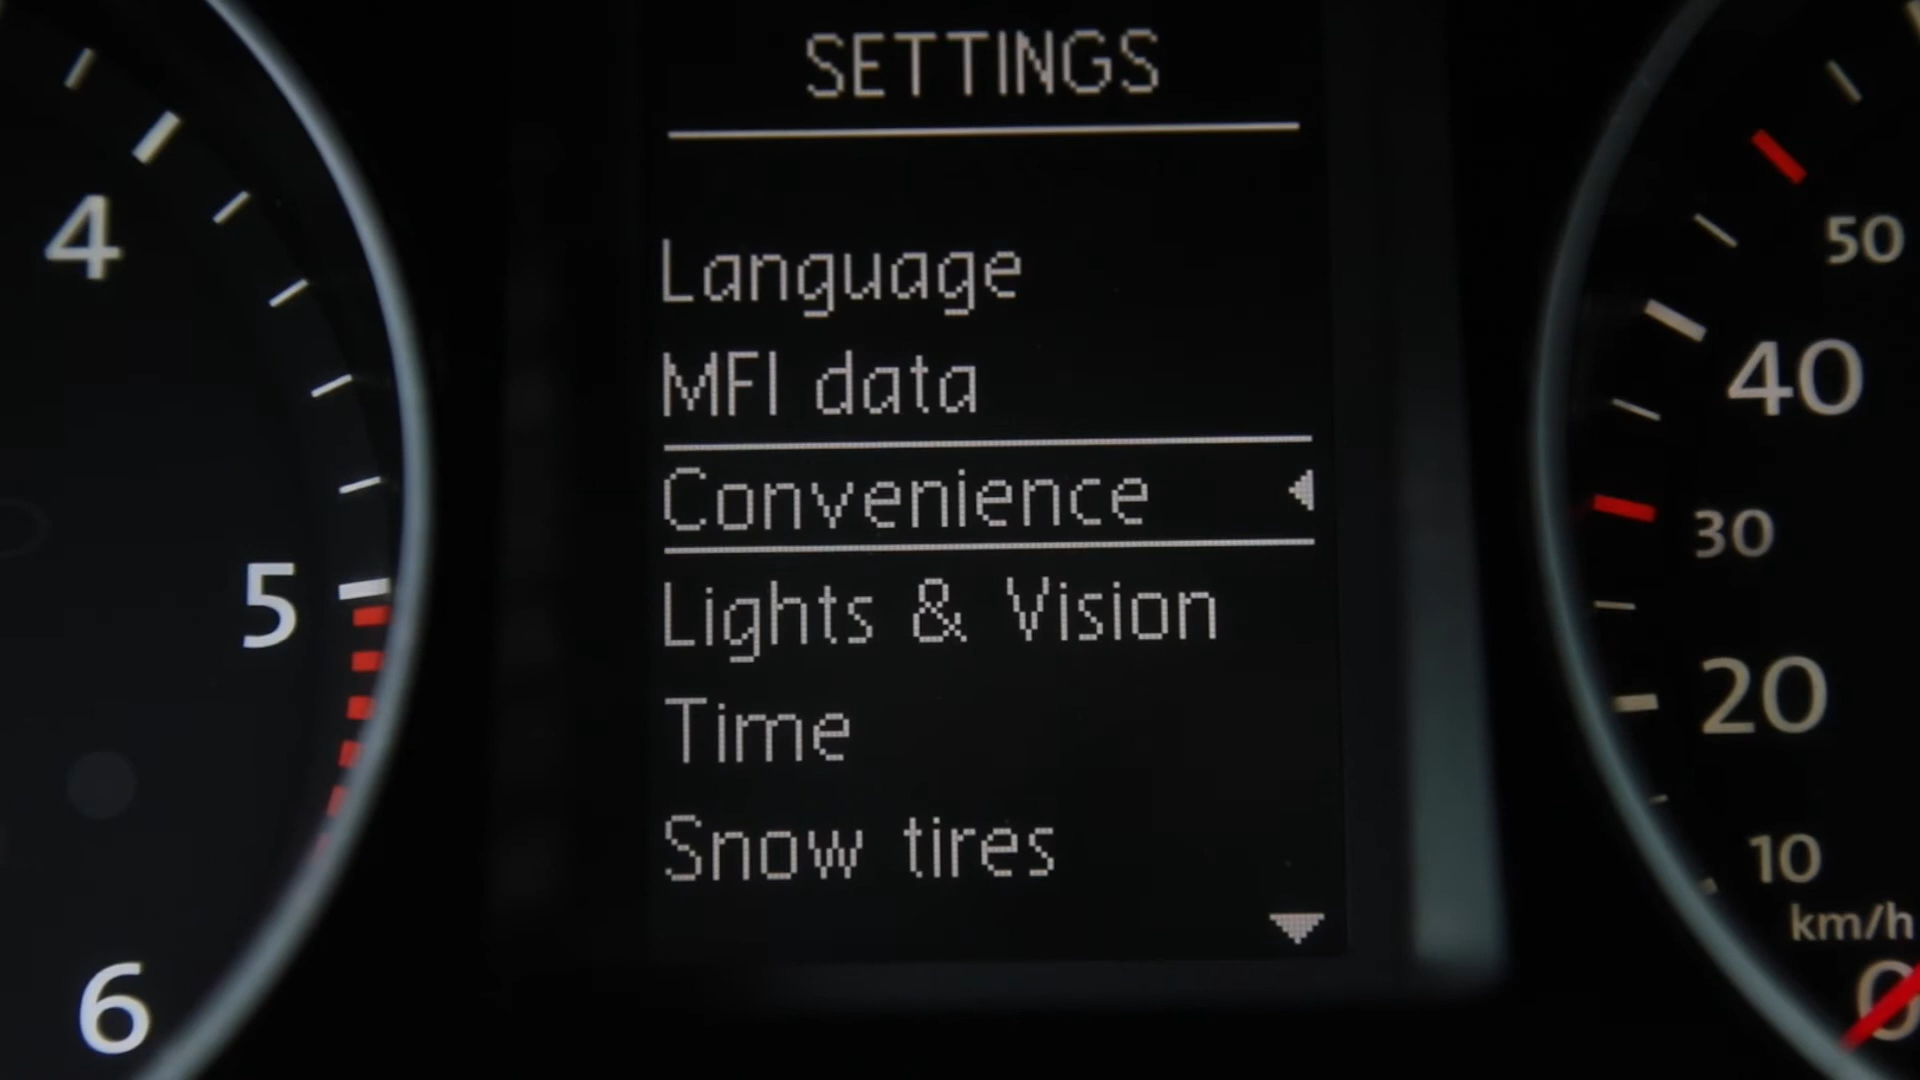 SETTINGS
Language
MFI data
Convenience
Lights & Vision
Time
Snow tires
4
5
6
50
40
30
20
10
km/h
0